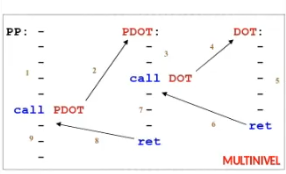 PP: - PDOT: - DOT: -
- - -
- 3 4 -
1 - 2 call DOT - 5
- - -
call PDOT 7 - -
- - 6 ret
9 - 8 ret
- MULTINIVEL